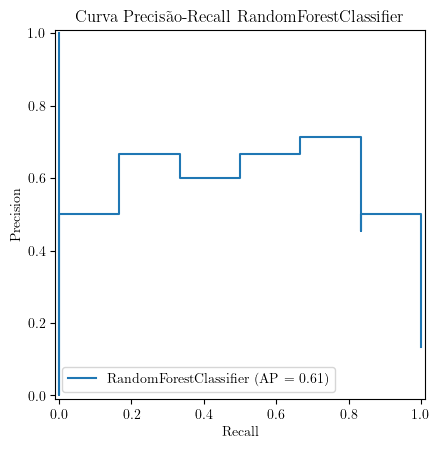 Curva Precisão-Recall RandomForestClassifier
1.0
0.8
0.6
0.4
0.2
0.0
Precision
RandomForestClassifier (AP = 0.61)
0.0 0.2 0.4 0.6 0.8 1.0
Recall